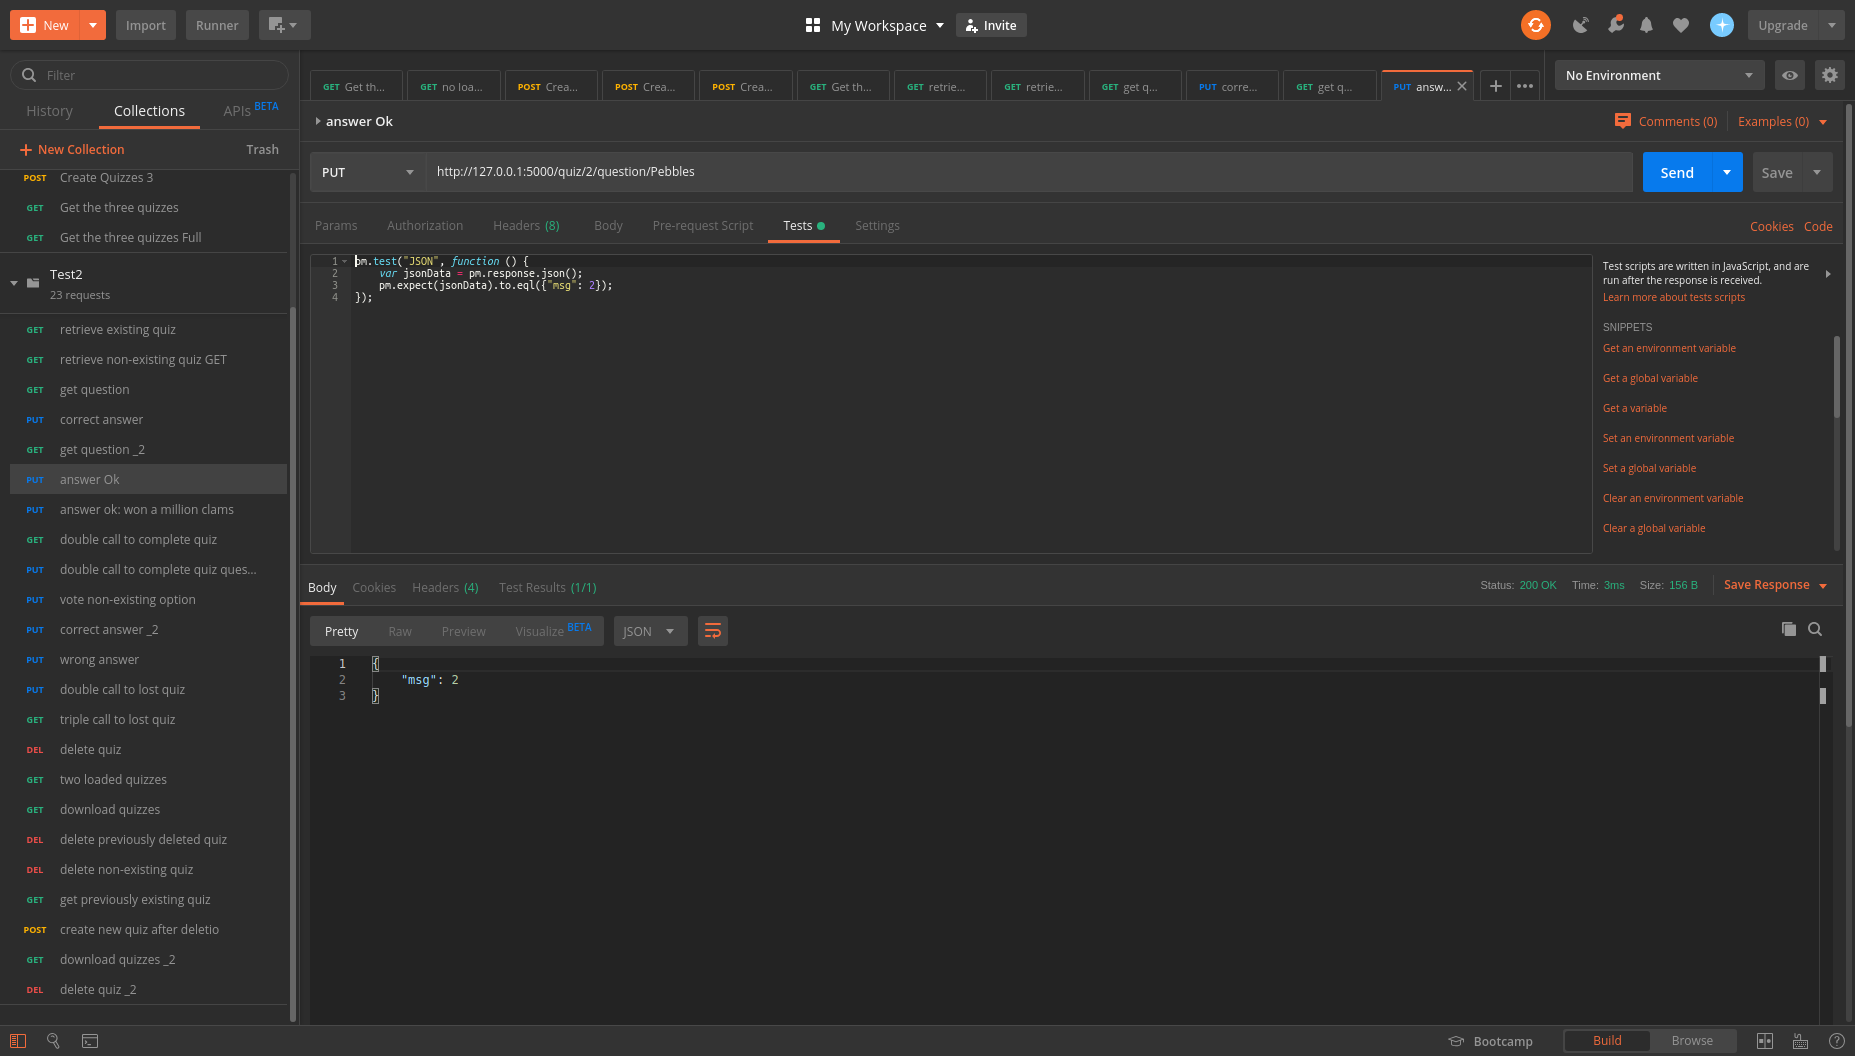 New
Import
Runner
My Workspace
Invite
Upgrade
Filter
History
Collections
APIs BETA
New Collection
Trash
POST Create Quizzes 3
GET Get the three quizzes
GET Get the three quizzes Full
Test2
23 requests
GET retrieve existing quiz
GET retrieve non-existing quiz GET
GET get question
PUT correct answer
GET get question _2
PUT answer Ok
PUT answer ok: won a million clams
GET double call to complete quiz
PUT double call to complete quiz ques...
PUT vote non-existing option
PUT correct answer _2
PUT wrong answer
PUT double call to lost quiz
GET triple call to lost quiz
DEL delete quiz
GET two loaded quizzes
GET download quizzes
DEL delete previously deleted quiz
DEL delete non-existing quiz
GET get previously existing quiz
POST create new quiz after deletio
GET download quizzes _2
DEL delete quiz _2
GET Get th...
GET no loa...
POST Crea...
POST Crea...
POST Crea...
GET Get th...
GET retrie...
GET retrie...
GET get q...
PUT corre...
GET get q...
PUT answ...
No Environment
answer Ok
Comments (0)
Examples (0)
PUT
http://127.0.0.1:5000/quiz/2/question/Pebbles
Send
Save
Params
Authorization
Headers (8)
Body
Pre-request Script
Tests
Settings
Cookies
Code
1 pm.test("JSON", function () {
2 var jsonData = pm.response.json();
3 pm.expect(jsonData).to.eql({"msg": 2});
4 });
Test scripts are written in JavaScript, and are
run after the response is received.
Learn more about tests scripts
SNIPPETS
Get an environment variable
Get a global variable
Get a variable
Set an environment variable
Set a global variable
Clear an environment variable
Clear a global variable
Body
Cookies
Headers (4)
Test Results (1/1)
Status: 200 OK
Time: 3ms
Size: 156 B
Save Response
Pretty
Raw
Preview
Visualize BETA
JSON
1 {
2 "msg": 2
3 }
Bootcamp
Build
Browse